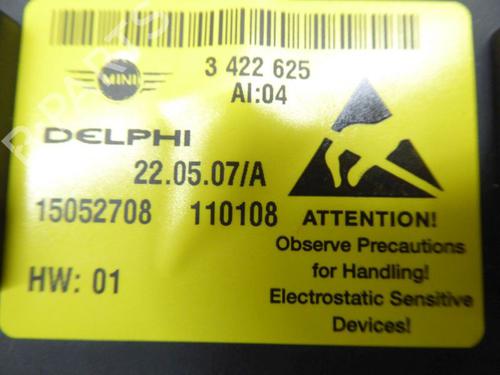 MINI
3 422 625
AI:04
DELPHI
22.05.07/A
15052708 110108
HW: 01
ATTENTION!
Observe Precautions
for Handling!
Electrostatic Sensitive
Devices!